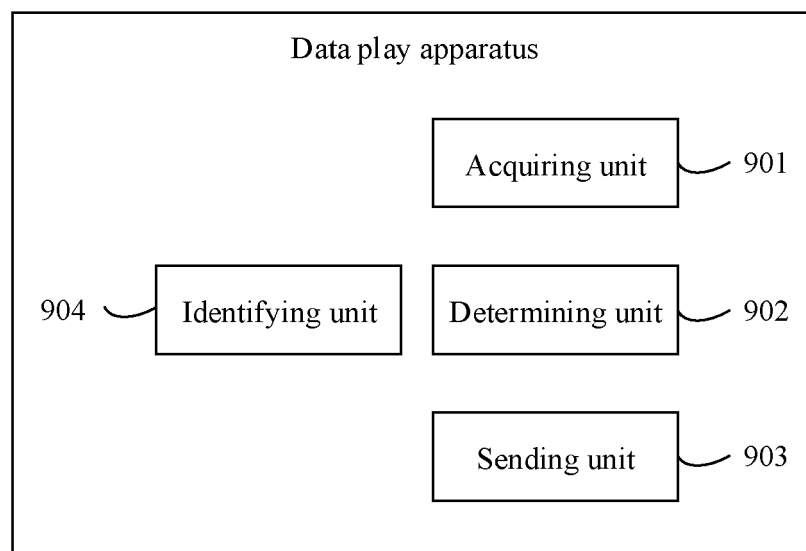 Data play apparatus
Acquiring unit 901
904 Identifying unit Determining unit 902
Sending unit 903